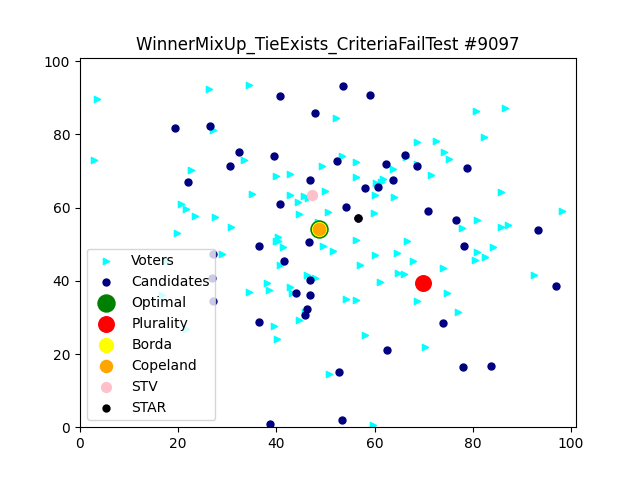 WinnerMixUp_TieExists_CriteriaFailTest #9097
100
80
60
40
20
0
Voters
Candidates
Optimal
Plurality
Borda
Copeland
STV
STAR
0 20 40 60 80 100